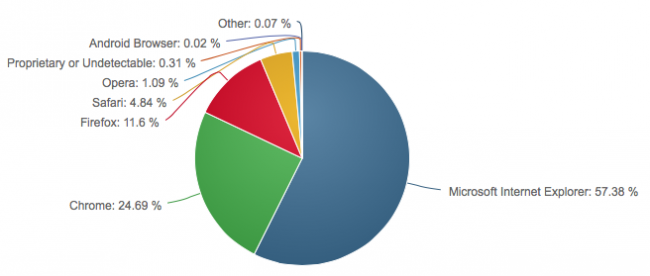 Other: 0.07 %
Android Browser: 0.02 %
Proprietary or Undetectable: 0.31 %
Opera: 1.09 %
Safari: 4.84 %
Firefox: 11.6 %
Microsoft Internet Explorer: 57.38 %
Chrome: 24.69 %